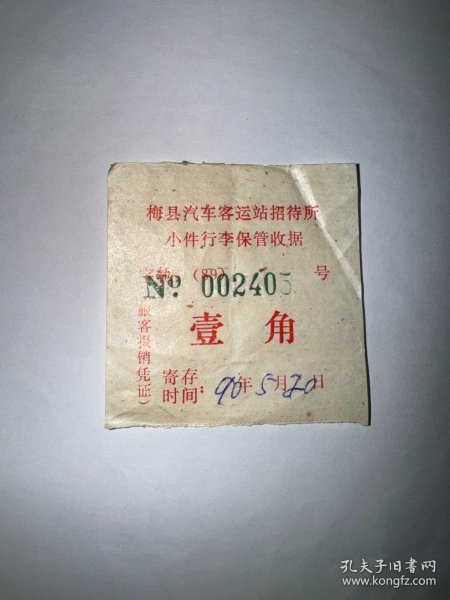 梅县汽车客运站招待所
小件行李保管收据
(89) 号
№ 002405
壹角
旅客报销凭证)
寄存
时间: 90年5月20日
孔夫子旧书网
www.kongfz.com